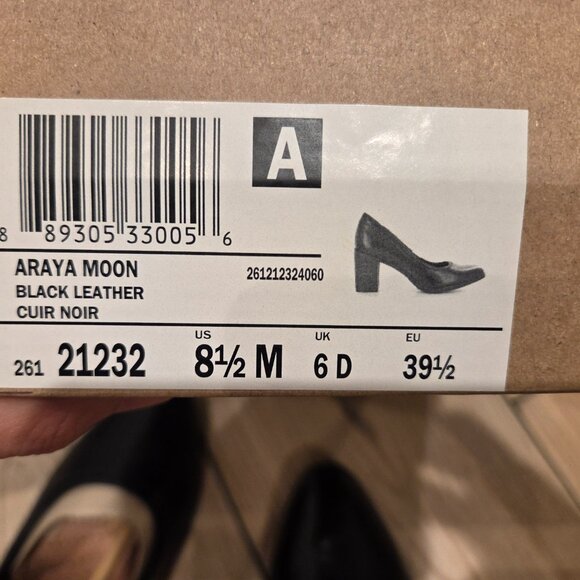 A
8 89305 33005 6
ARAYA MOON 261212324060
BLACK LEATHER
CUIR NOIR
US UK EU
261 21232 8½ M 6 D 39½